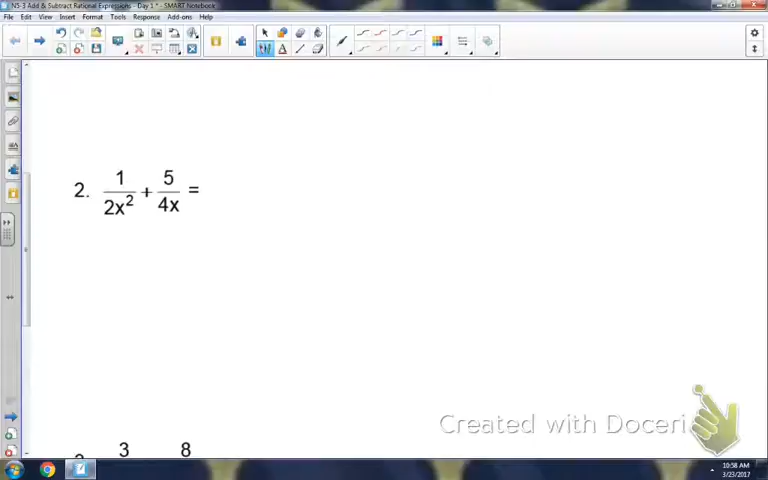 N5-3 Add & Subtract Rational Expressions - Day 1 * - SMART Notebook
File Edit View Insert Format Tools Response Add-ons Help
2. 1/2x² + 5/4x =
Created with Doceri
3 8
10:58 AM
3/23/2017